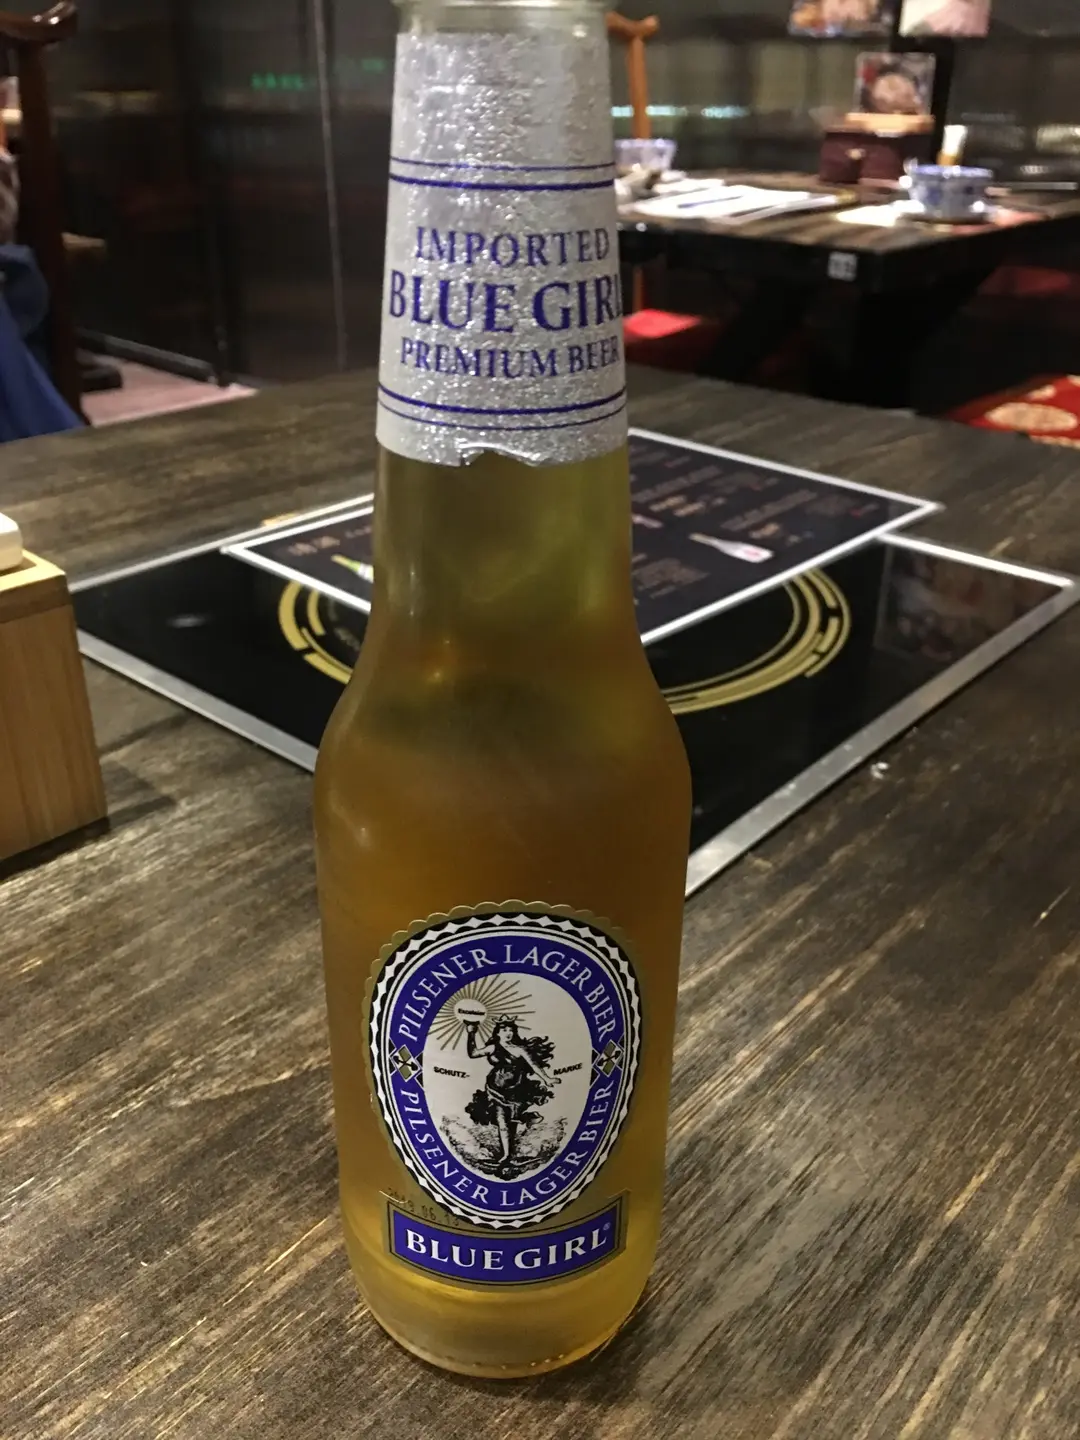 IMPORTED
BLUE GIRL
PREMIUM BEER
PILSENER LAGER BIER
SCHUTZ-
MARKE
PILSENER LAGER BIER
BLUE GIRL®